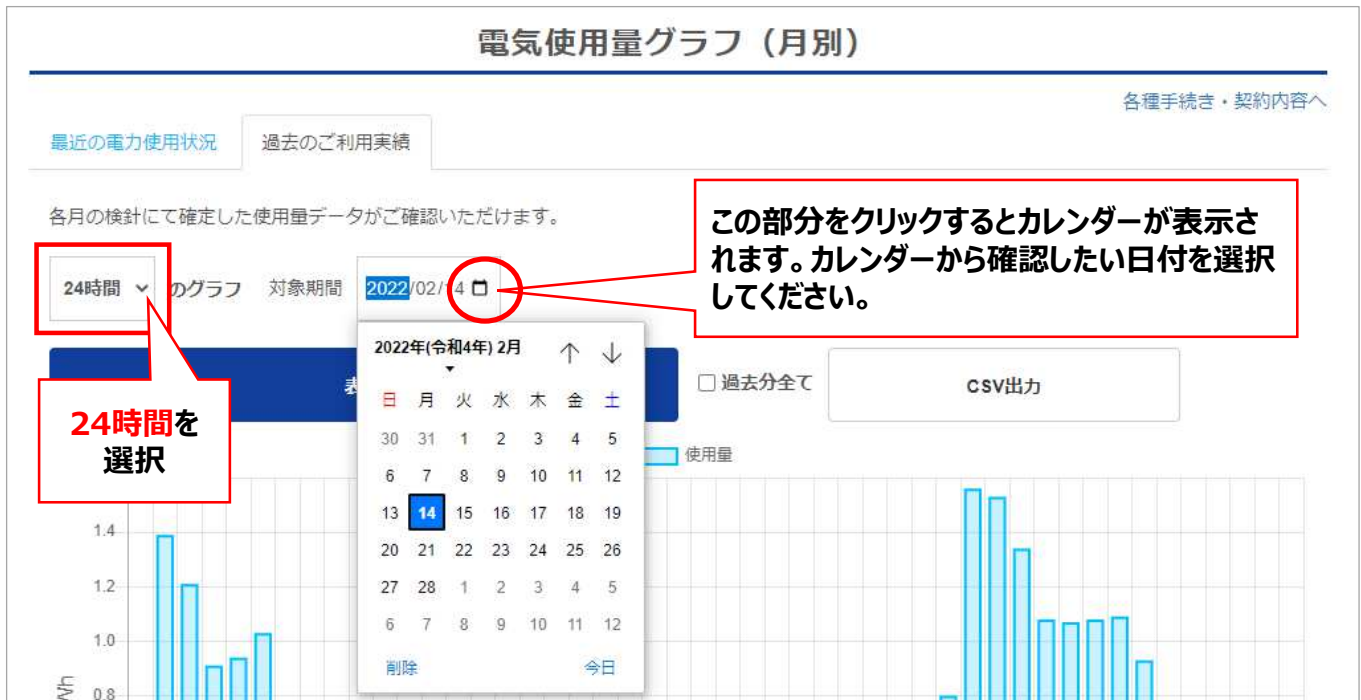 電気使用量グラフ（月別）
各種手続き・契約内容へ
最近の電力使用状況
過去のご利用実績
各月の検針にて確定した使用量データがご確認いただけます。
この部分をクリックするとカレンダーが表示さ
れます。カレンダーから確認したい日付を選択
してください。
24時間 のグラフ 対象期間 2022/02/14
2022年(令和4年) 2月
日 月 火 水 木 金 土
30 31 1 2 3 4 5
6 7 8 9 10 11 12
13 14 15 16 17 18 19
20 21 22 23 24 25 26
27 28 1 2 3 4 5
6 7 8 9 10 11 12
削除 今日
表
過去分全て
CSV出力
24時間を
選択
使用量
1.4
1.2
1.0
0.8
Wh